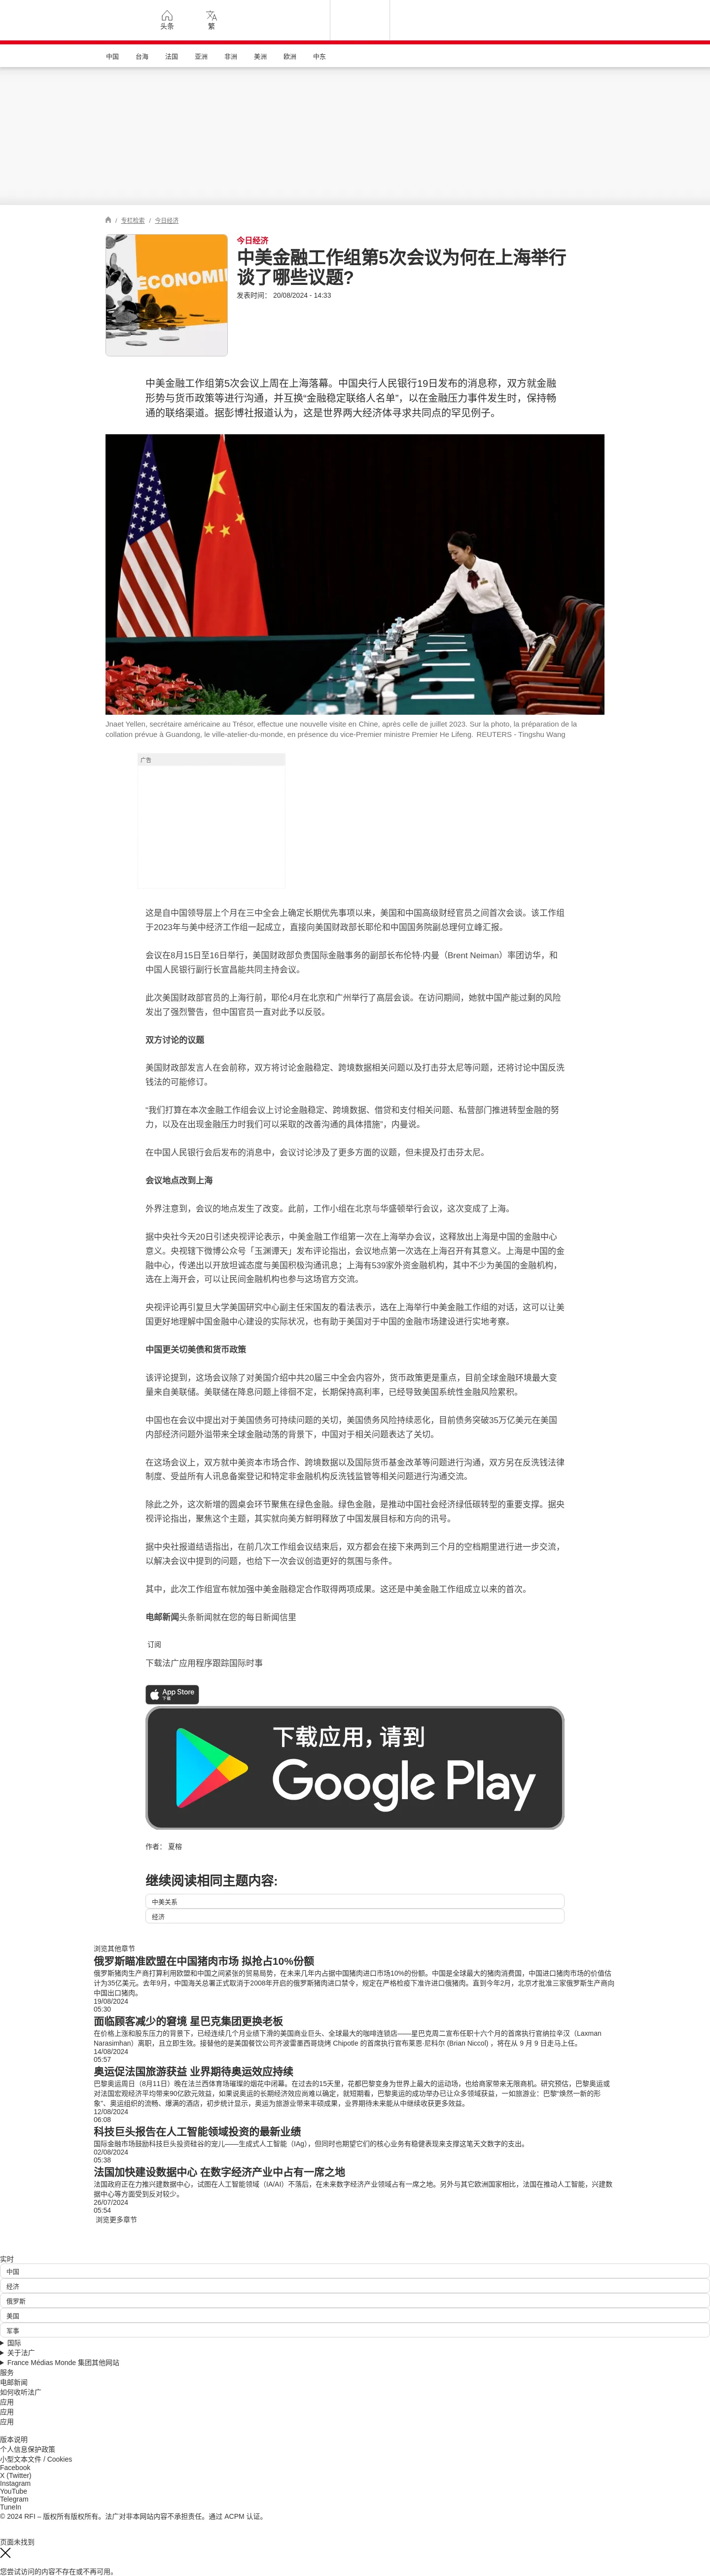 头条
繁
中国 台海 法国 亚洲 非洲 美洲 欧洲 中东
/ 专栏检索 / 今日经济
ECONOMIE
今日经济
中美金融工作组第5次会议为何在上海举行
谈了哪些议题?
发表时间： 20/08/2024 - 14:33
中美金融工作组第5次会议上周在上海落幕。中国央行人民银行19日发布的消息称，双方就金融
形势与货币政策等进行沟通，并互换“金融稳定联络人名单”，以在金融压力事件发生时，保持畅
通的联络渠道。据彭博社报道认为，这是世界两大经济体寻求共同点的罕见例子。
Jnaet Yellen, secrétaire américaine au Trésor, effectue une nouvelle visite en Chine, après celle de juillet 2023. Sur la photo, la préparation de la
collation prévue à Guandong, le ville-atelier-du-monde, en présence du vice-Premier ministre Premier He Lifeng. REUTERS - Tingshu Wang
广告
这是自中国领导层上个月在三中全会上确定长期优先事项以来，美国和中国高级财经官员之间首次会谈。该工作组
于2023年与美中经济工作组一起成立，直接向美国财政部长耶伦和中国国务院副总理何立峰汇报。
会议在8月15日至16日举行，美国财政部负责国际金融事务的副部长布伦特·内曼（Brent Neiman）率团访华，和
中国人民银行副行长宣昌能共同主持会议。
此次美国财政部官员的上海行前，耶伦4月在北京和广州举行了高层会谈。在访问期间，她就中国产能过剩的风险
发出了强烈警告，但中国官员一直对此予以反驳。
双方讨论的议题
美国财政部发言人在会前称，双方将讨论金融稳定、跨境数据相关问题以及打击芬太尼等问题，还将讨论中国反洗
钱法的可能修订。
“我们打算在本次金融工作组会议上讨论金融稳定、跨境数据、借贷和支付相关问题、私营部门推进转型金融的努
力，以及在出现金融压力时我们可以采取的改善沟通的具体措施”，内曼说。
在中国人民银行会后发布的消息中，会议讨论涉及了更多方面的议题，但未提及打击芬太尼。
会议地点改到上海
外界注意到，会议的地点发生了改变。此前，工作小组在北京与华盛顿举行会议，这次变成了上海。
据中央社今天20日引述央视评论表示，中美金融工作组第一次在上海举办会议，这释放出上海是中国的金融中心
意义。央视辖下微博公众号「玉渊谭天」发布评论指出，会议地点第一次选在上海召开有其意义。上海是中国的金
融中心，传递出以开放坦诚态度与美国积极沟通讯息；上海有539家外资金融机构，其中不少为美国的金融机构，
选在上海开会，可以让民间金融机构也参与这场官方交流。
央视评论再引复旦大学美国研究中心副主任宋国友的看法表示，选在上海举行中美金融工作组的对话，这可以让美
国更好地理解中国金融中心建设的实际状况，也有助于美国对于中国的金融市场建设进行实地考察。
中国更关切美债和货币政策
该评论提到，这场会议除了对美国介绍中共20届三中全会内容外，货币政策更是重点，目前全球金融环境最大变
量来自美联储。美联储在降息问题上徘徊不定，长期保持高利率，已经导致美国系统性金融风险累积。
中国也在会议中提出对于美国债务可持续问题的关切，美国债务风险持续恶化，目前债务突破35万亿美元在美国
内部经济问题外溢带来全球金融动荡的背景下，中国对于相关问题表达了关切。
在这场会议上，双方就中美资本市场合作、跨境数据以及国际货币基金改革等问题进行沟通，双方另在反洗钱法律
制度、受益所有人讯息备案登记和特定非金融机构反洗钱监管等相关问题进行沟通交流。
除此之外，这次新增的圆桌会环节聚焦在绿色金融。绿色金融，是推动中国社会经济绿低碳转型的重要支撑。据央
视评论指出，聚焦这个主题，其实就向美方鲜明释放了中国发展目标和方向的讯号。
据中央社报道结语指出，在前几次工作组会议结束后，双方都会在接下来两到三个月的空档期里进行进一步交流，
以解决会议中提到的问题，也给下一次会议创造更好的氛围与条件。
其中，此次工作组宣布就加强中美金融稳定合作取得两项成果。这还是中美金融工作组成立以来的首次。
电邮新闻头条新闻就在您的每日新闻信里
订阅
下载法广应用程序跟踪国际时事
App Store
下载
下载应用，请到
Google Play
作者： 夏榕
继续阅读相同主题内容:
中美关系
经济
浏览其他章节
俄罗斯瞄准欧盟在中国猪肉市场 拟抢占10%份额
俄罗斯猪肉生产商打算利用欧盟和中国之间紧张的贸易局势，在未来几年内占据中国猪肉进口市场10%的份额。中国是全球最大的猪肉消费国，中国进口猪肉市场的价值估
计为35亿美元。去年9月，中国海关总署正式取消于2008年开启的俄罗斯猪肉进口禁令，规定在严格检疫下准许进口俄猪肉。直到今年2月，北京才批准三家俄罗斯生产商向
中国出口猪肉。
19/08/2024
05:30
面临顾客减少的窘境 星巴克集团更换老板
在价格上涨和股东压力的背景下，已经连续几个月业绩下滑的美国商业巨头、全球最大的咖啡连锁店——星巴克周二宣布任职十六个月的首席执行官纳拉辛汉（Laxman
Narasimhan）离职，且立即生效。接替他的是美国餐饮公司齐波雷墨西哥烧烤 Chipotle 的首席执行官布莱恩·尼科尔 (Brian Niccol) ，将在从 9 月 9 日走马上任。
14/08/2024
05:57
奥运促法国旅游获益 业界期待奥运效应持续
巴黎奥运周日（8月11日）晚在法兰西体育场璀璨的烟花中闭幕。在过去的15天里，花都巴黎变身为世界上最大的运动场，也给商家带来无限商机。研究预估，巴黎奥运或
对法国宏观经济平均带来90亿欧元效益，如果说奥运的长期经济效应尚难以确定，就短期看，巴黎奥运的成功举办已让众多领域获益，一如旅游业：巴黎“焕然一新的形
象”、奥运组织的流畅、爆满的酒店，初步统计显示，奥运为旅游业带来丰硕成果，业界期待未来能从中继续收获更多效益。
12/08/2024
06:08
科技巨头报告在人工智能领域投资的最新业绩
国际金融市场鼓励科技巨头投资硅谷的宠儿——生成式人工智能（IAg），但同时也期望它们的核心业务有稳健表现来支撑这笔天文数字的支出。
02/08/2024
05:38
法国加快建设数据中心 在数字经济产业中占有一席之地
法国政府正在力推兴建数据中心，试图在人工智能领域（IA/AI）不落后，在未来数字经济产业领域占有一席之地。另外与其它欧洲国家相比，法国在推动人工智能，兴建数
据中心等方面受到反对较少。
26/07/2024
05:54
浏览更多章节
实时
中国
经济
俄罗斯
美国
军事
国际
关于法广
France Médias Monde 集团其他网站
服务
电邮新闻
如何收听法广
应用
应用
应用
版本说明
个人信息保护政策
小型文本文件 / Cookies
Facebook
X (Twitter)
Instagram
YouTube
Telegram
TuneIn
© 2024 RFI – 版权所有版权所有。法广对非本网站内容不承担责任。通过 ACPM 认证。
页面未找到
您尝试访问的内容不存在或不再可用。